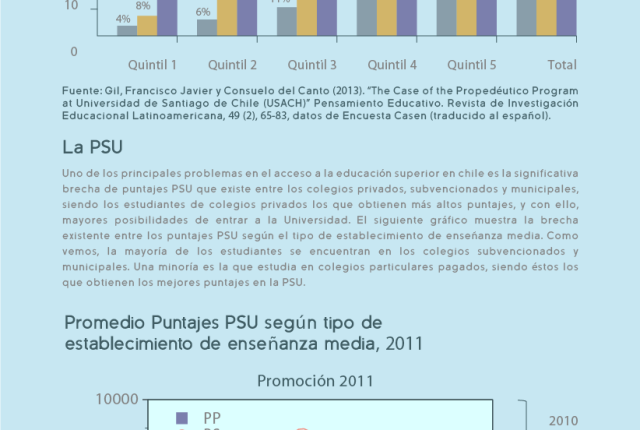 10
4%
8%
6%
11%
0
Quintil 1
Quintil 2
Quintil 3
Quintil 4
Quintil 5
Total
Fuente: Gil, Francisco Javier y Consuelo del Canto (2013). “The Case of the Propedéutico Program
at Universidad de Santiago de Chile (USACH)” Pensamiento Educativo. Revista de Investigación
Educacional Latinoamericana, 49 (2), 65-83, datos de Encuesta Casen (traducido al español).
La PSU
Uno de los principales problemas en el acceso a la educación superior en chile es la significativa
brecha de puntajes PSU que existe entre los colegios privados, subvencionados y municipales,
siendo los estudiantes de colegios privados los que obtienen más altos puntajes, y con ello,
mayores posibilidades de entrar a la Universidad. El siguiente gráfico muestra la brecha
existente entre los puntajes PSU según el tipo de establecimiento de enseñanza media. Como
vemos, la mayoría de los estudiantes se encuentran en los colegios subvencionados y
municipales. Una minoría es la que estudia en colegios particulares pagados, siendo éstos los
que obtienen los mejores puntajes en la PSU.
Promedio Puntajes PSU según tipo de
establecimiento de enseñanza media, 2011
Promoción 2011
10000
PP
2010